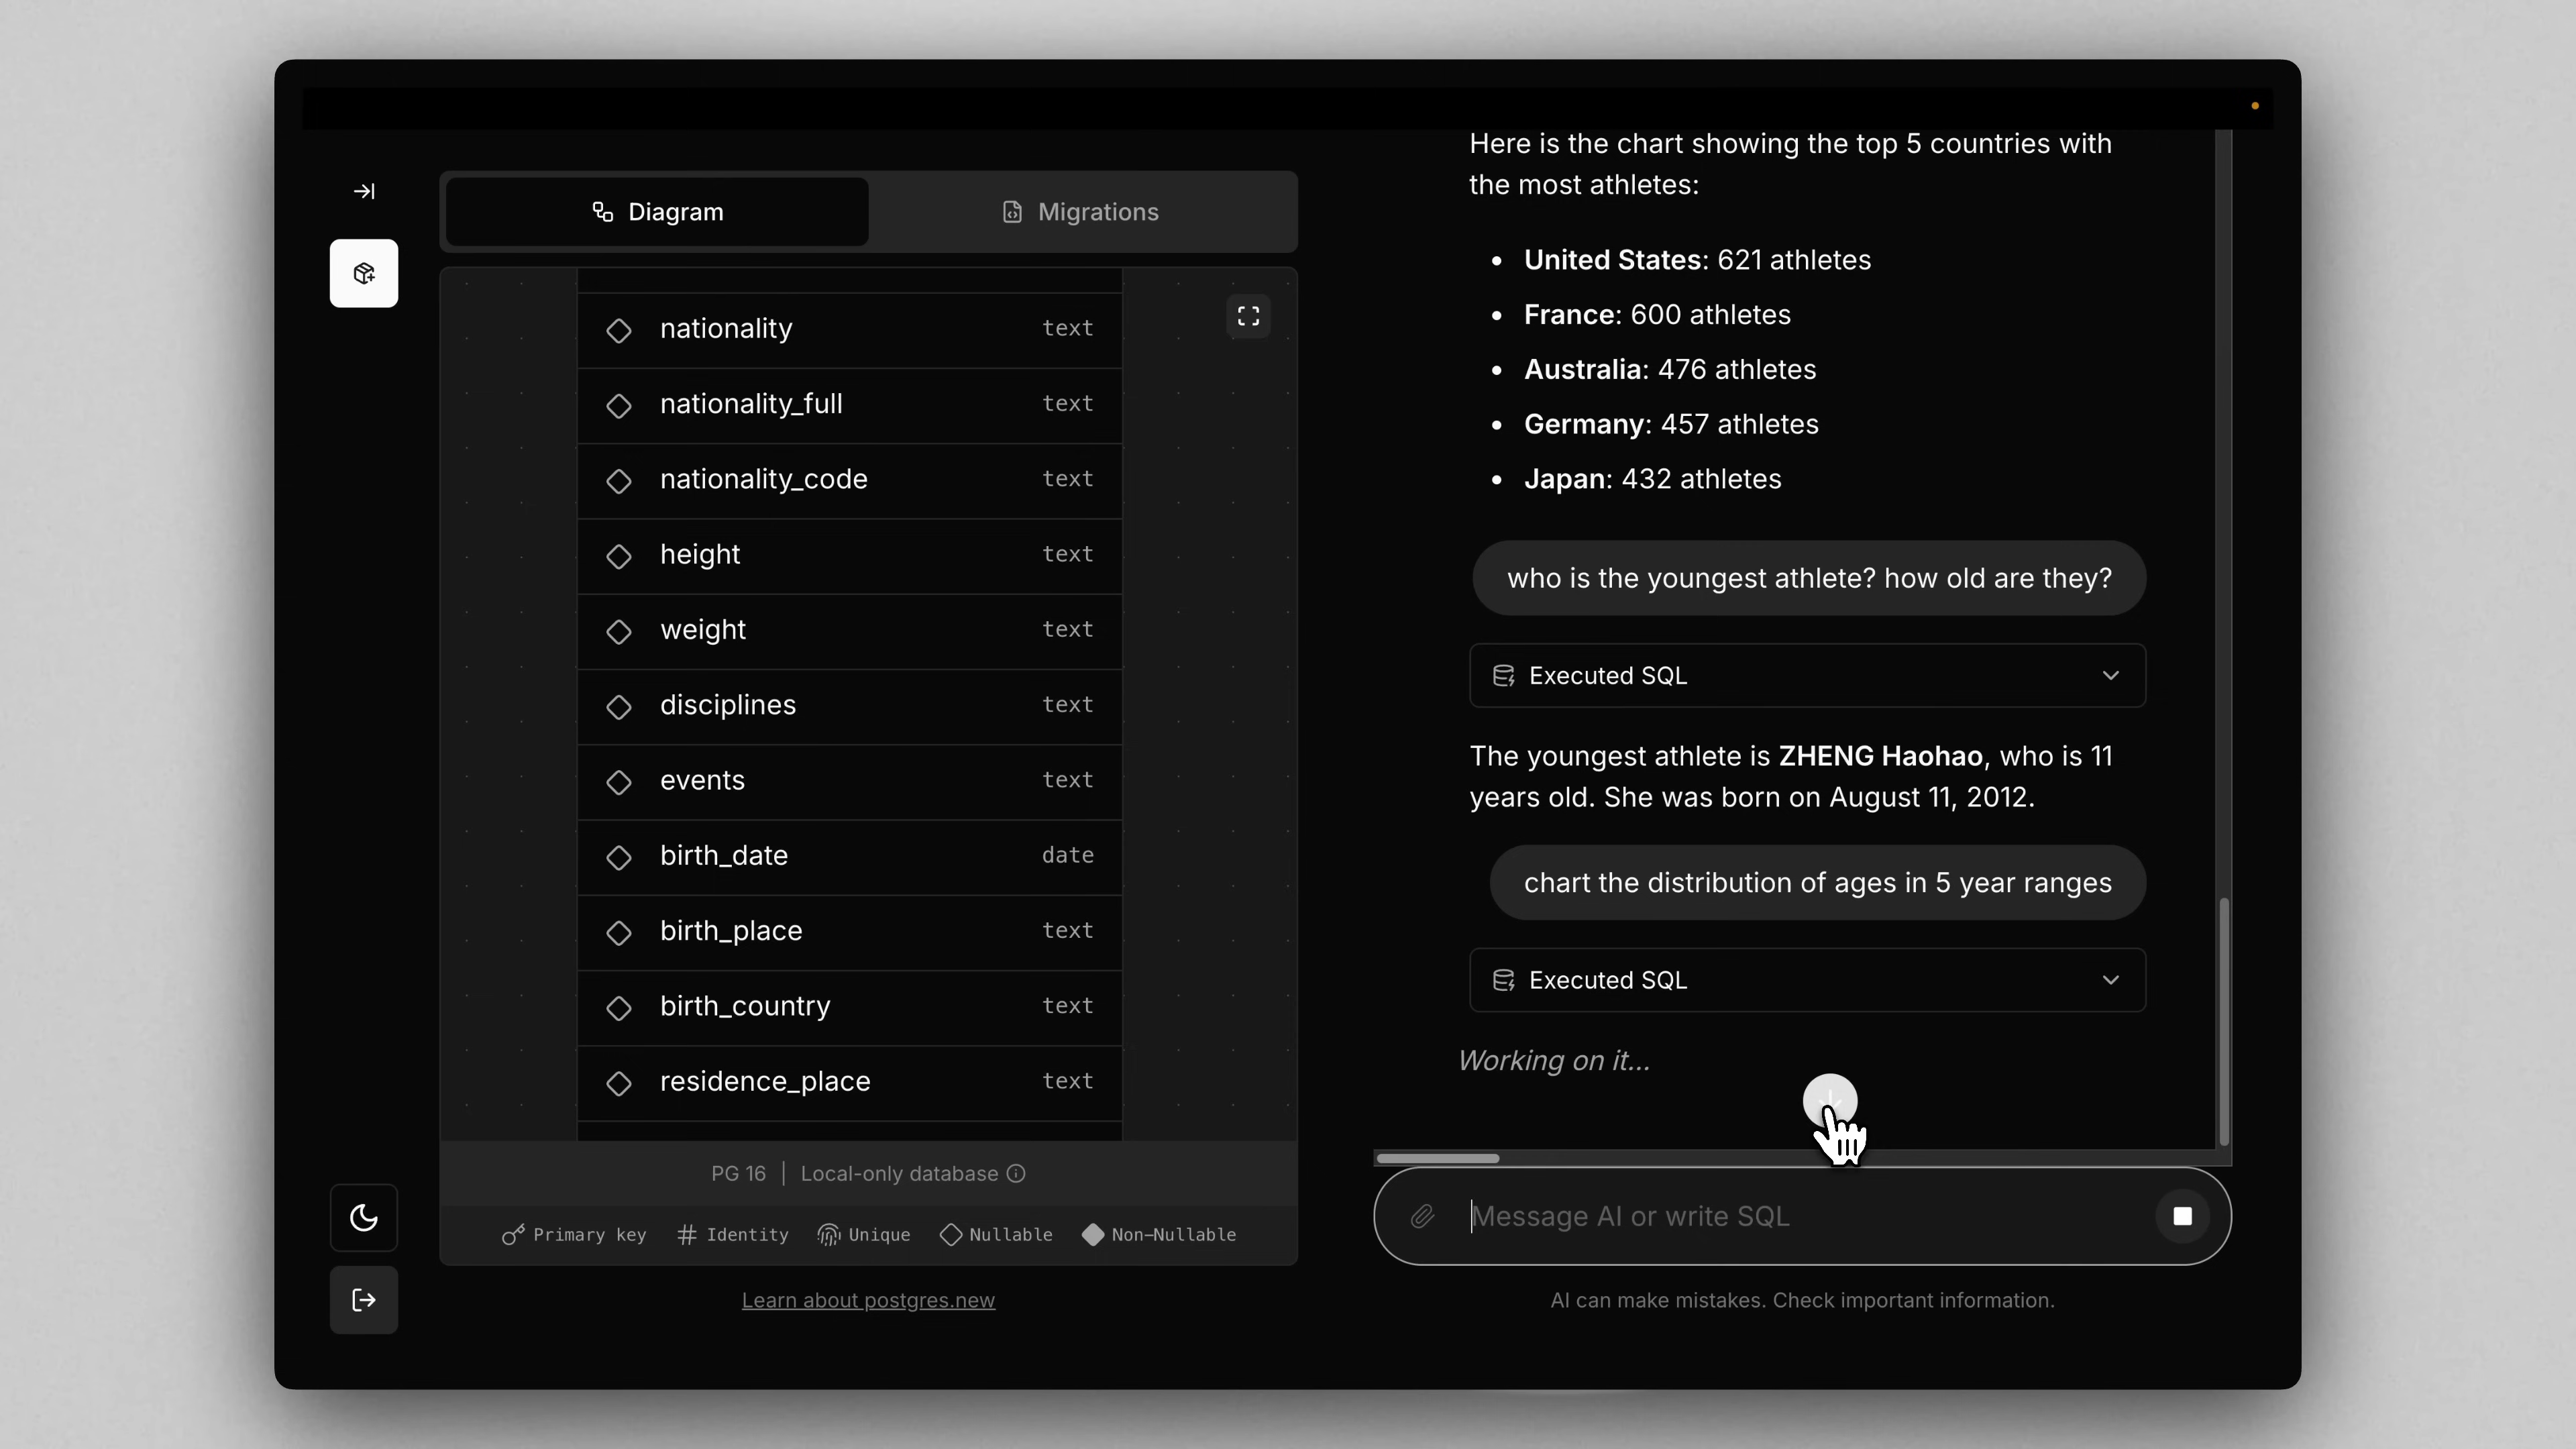 Diagram
Migrations
nationality text
nationality_full text
nationality_code text
height text
weight text
disciplines text
events text
birth_date date
birth_place text
birth_country text
residence_place text
PG 16 | Local-only database
Primary key
Identity
Unique
Nullable
Non-Nullable
Learn about postgres.new
Here is the chart showing the top 5 countries with
the most athletes:
• United States: 621 athletes
• France: 600 athletes
• Australia: 476 athletes
• Germany: 457 athletes
• Japan: 432 athletes
who is the youngest athlete? how old are they?
Executed SQL
The youngest athlete is ZHENG Haohao, who is 11
years old. She was born on August 11, 2012.
chart the distribution of ages in 5 year ranges
Executed SQL
Working on it...
Message AI or write SQL
AI can make mistakes. Check important information.